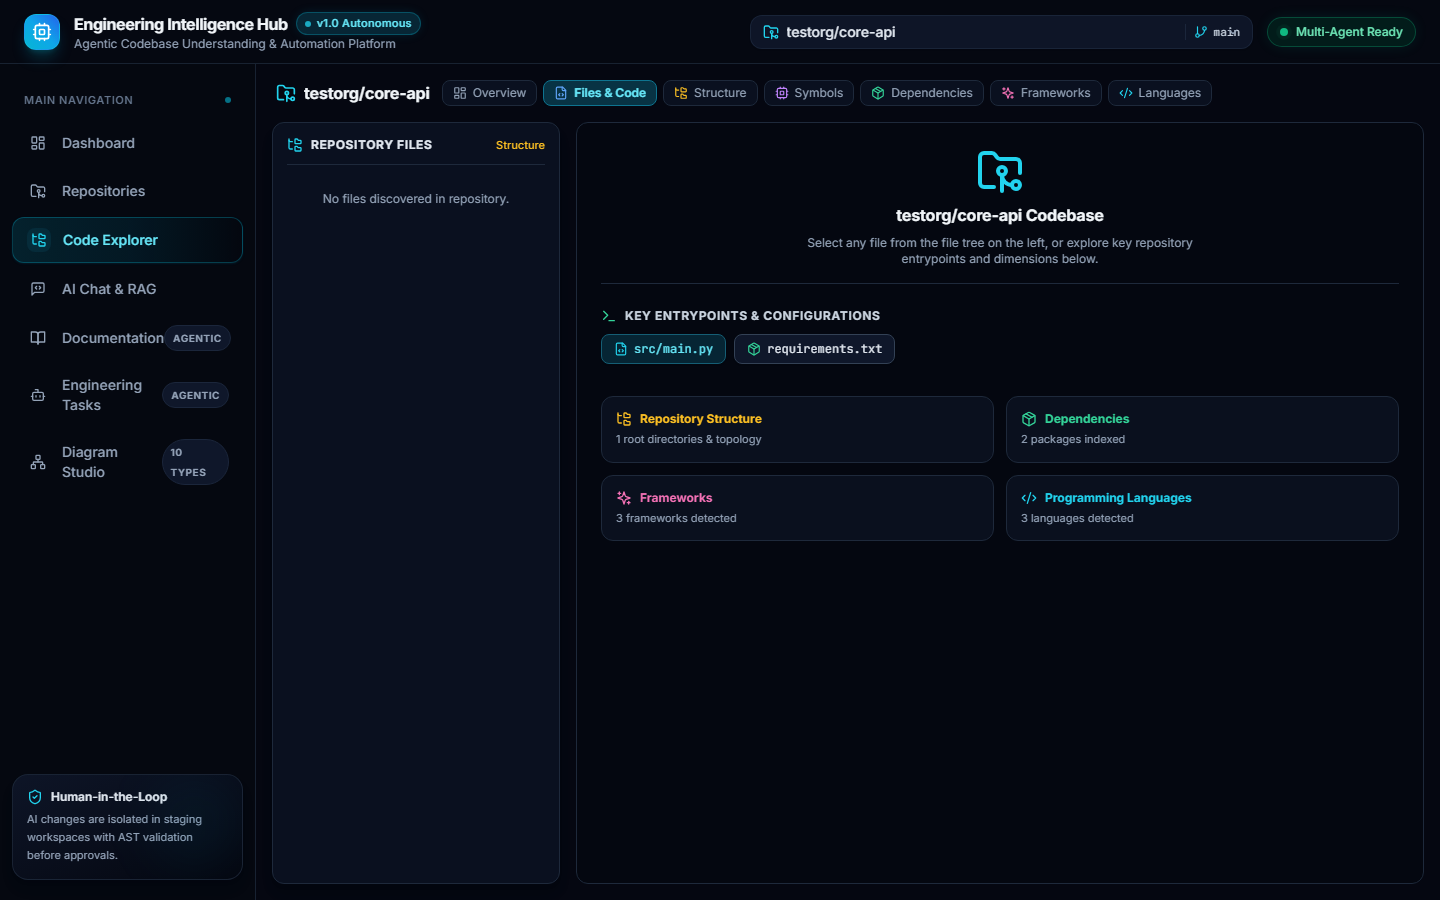 Engineering Intelligence Hub
v1.0 Autonomous
Agentic Codebase Understanding & Automation Platform
testorg/core-api
main
Multi-Agent Ready
MAIN NAVIGATION
Dashboard
Repositories
Code Explorer
AI Chat & RAG
Documentation
AGENTIC
Engineering
Tasks
AGENTIC
Diagram
Studio
10
TYPES
Human-in-the-Loop
AI changes are isolated in staging
workspaces with AST validation
before approvals.
testorg/core-api
Overview
Files & Code
Structure
Symbols
Dependencies
Frameworks
Languages
REPOSITORY FILES
Structure
No files discovered in repository.
testorg/core-api Codebase
Select any file from the file tree on the left, or explore key repository
entrypoints and dimensions below.
KEY ENTRYPOINTS & CONFIGURATIONS
src/main.py
requirements.txt
Repository Structure
1 root directories & topology
Dependencies
2 packages indexed
Frameworks
3 frameworks detected
Programming Languages
3 languages detected